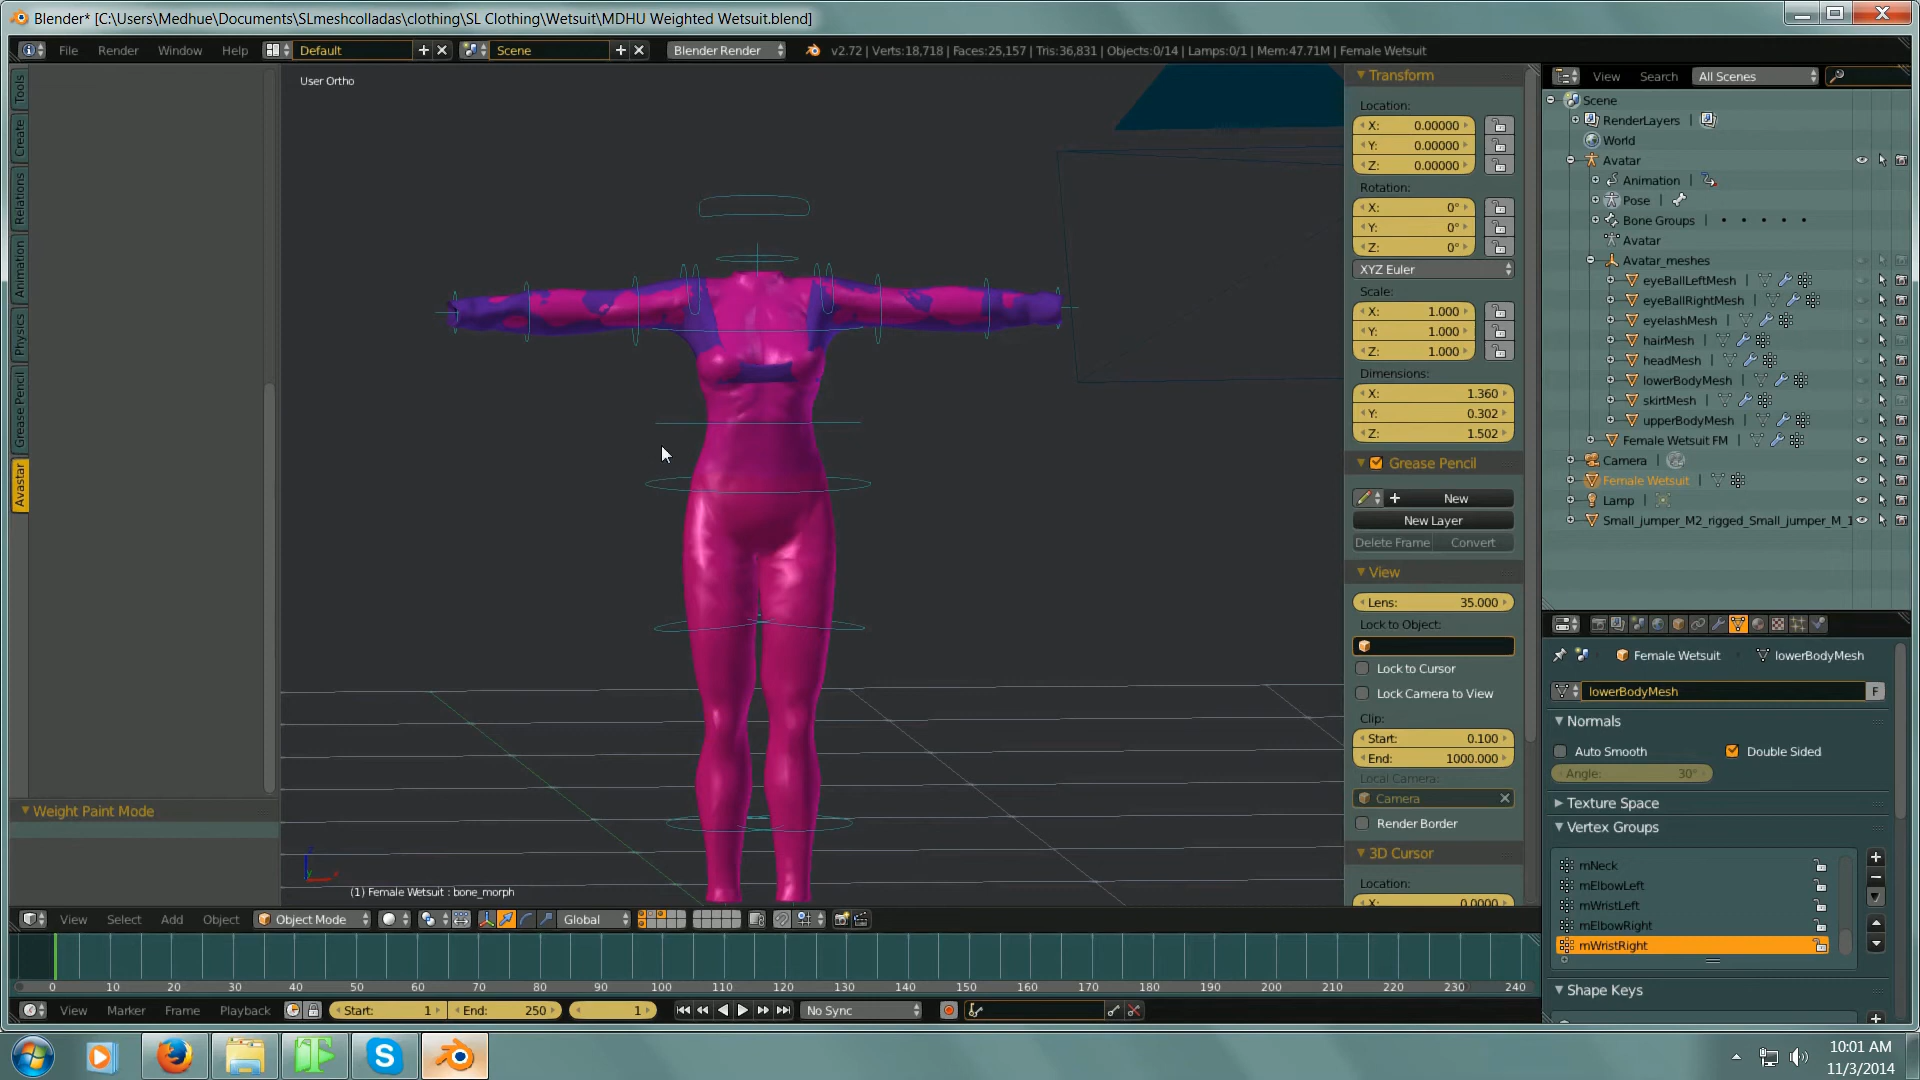 Blender* [C:\Users\Medhue\Documents\SLmeshcolladas\clothing\SL Clothing\Wetsuit\MDHU Weighted Wetsuit.blend]
File Render Window Help Default Scene Blender Render v2.72 | Verts:18,718 | Faces:25,157 | Tris:36,831 | Objects:0/14 | Lamps:0/1 | Mem:47.71M | Female Wetsuit
Tools
Create
Relations
Animation
Physics
Grease Pencil
Avastar
Weight Paint Mode
User Ortho
(1) Female Wetsuit : bone_morph
Transform
Location:
X: 0.00000
Y: 0.00000
Z: 0.00000
Rotation:
X: 0°
Y: 0°
Z: 0°
XYZ Euler
Scale:
X: 1.000
Y: 1.000
Z: 1.000
Dimensions:
X: 1.360
Y: 0.302
Z: 1.502
Grease Pencil
New
New Layer
Delete Frame Convert
View
Lens: 35.000
Lock to Object:
Lock to Cursor
Lock Camera to View
Clip:
Start: 0.100
End: 1000.000
Local Camera:
Camera
Render Border
3D Cursor
Location:
X: 0.0000
View Search All Scenes
Scene
RenderLayers
World
Avatar
Animation
Pose
Bone Groups
Avatar
Avatar_meshes
eyeBallLeftMesh
eyeBallRightMesh
eyelashMesh
hairMesh
headMesh
lowerBodyMesh
skirtMesh
upperBodyMesh
Female Wetsuit FM
Camera
Female Wetsuit
Lamp
Small_jumper_M2_rigged_Small_jumper_M_1
Female Wetsuit lowerBodyMesh
lowerBodyMesh F
Normals
Auto Smooth Double Sided
Angle: 30°
Texture Space
Vertex Groups
mNeck
mElbowLeft
mWristLeft
mElbowRight
mWristRight
Shape Keys
View Select Add Object Object Mode Global
0 10 20 30 40 50 60 70 80 90 100 110 120 130 140 150 160 170 180 190 200 210 220 230 240
View Marker Frame Playback Start: 1 End: 250 1 No Sync
10:01 AM
11/3/2014